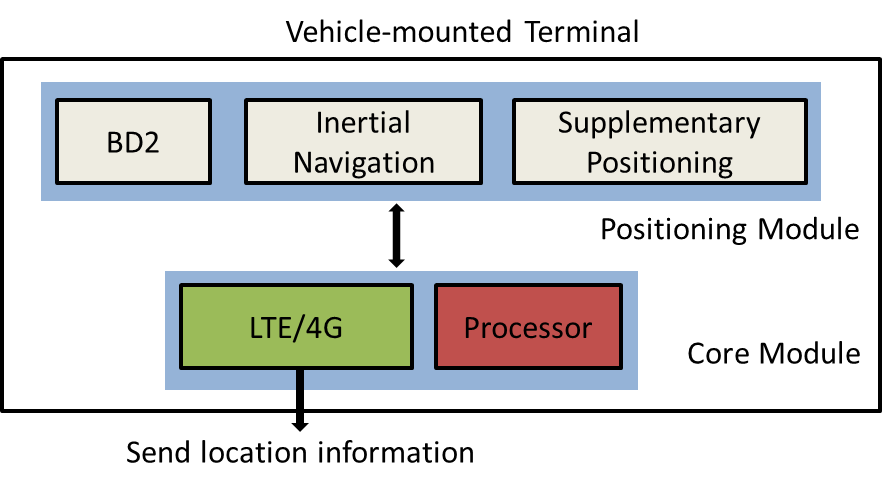 Vehicle-mounted Terminal
BD2
Inertial
Navigation
Supplementary
Positioning
Positioning Module
LTE/4G
Processor
Core Module
Send location information